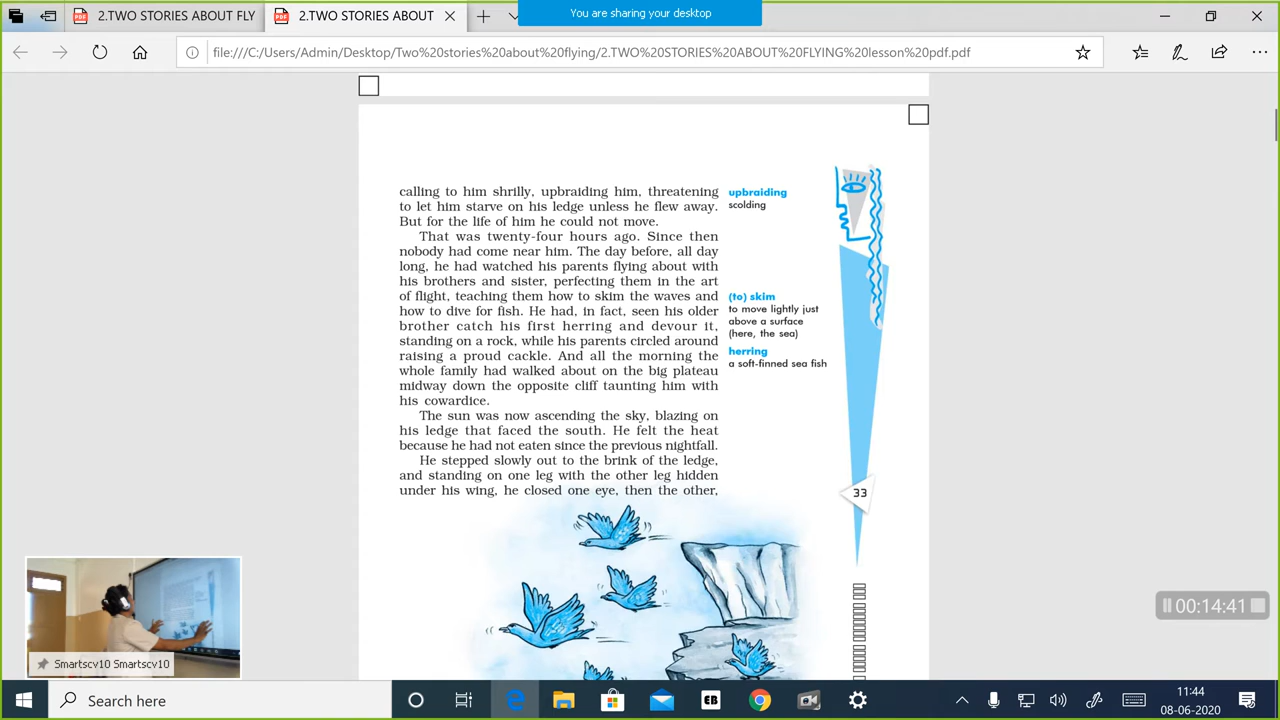 2.TWO STORIES ABOUT FLY
2.TWO STORIES ABOUT
You are sharing your desktop
file:///C:/Users/Admin/Desktop/Two%20stories%20about%20flying/2.TWO%20STORIES%20ABOUT%20FLYING%20lesson%20pdf.pdf
calling to him shrilly, upbraiding him, threatening
to let him starve on his ledge unless he flew away.
But for the life of him he could not move.
That was twenty-four hours ago. Since then
nobody had come near him. The day before, all day
long, he had watched his parents flying about with
his brothers and sister, perfecting them in the art
of flight, teaching them how to skim the waves and
how to dive for fish. He had, in fact, seen his older
brother catch his first herring and devour it,
standing on a rock, while his parents circled around
raising a proud cackle. And all the morning the
whole family had walked about on the big plateau
midway down the opposite cliff taunting him with
his cowardice.
The sun was now ascending the sky, blazing on
his ledge that faced the south. He felt the heat
because he had not eaten since the previous nightfall.
He stepped slowly out to the brink of the ledge,
and standing on one leg with the other leg hidden
under his wing, he closed one eye, then the other,
upbraiding
scolding
(to) skim
to move lightly just
above a surface
(here, the sea)
herring
a soft-finned sea fish
33
00:14:41
Smartscv10 Smartscv10
Search here
EB
11:44
08-06-2020